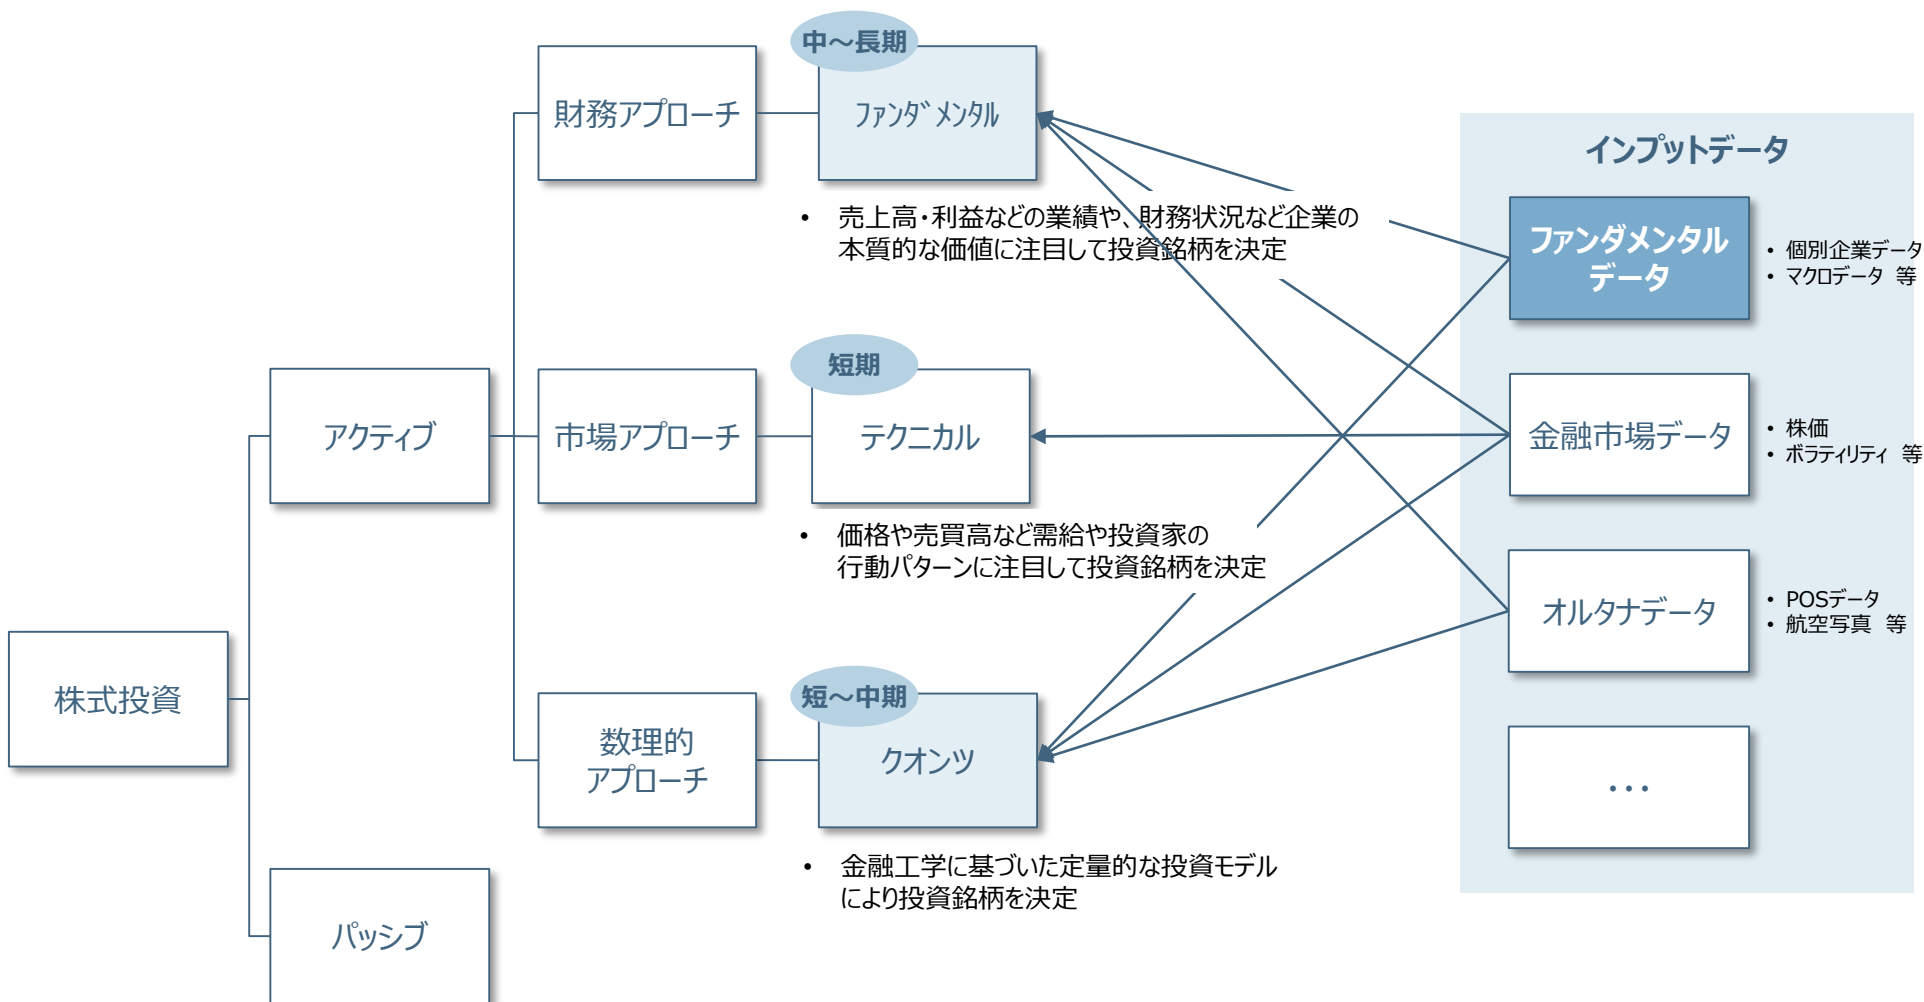 中～長期
財務アプローチ
ファンダメンタル
• 売上高・利益などの業績や、財務状況など企業の
本質的な価値に注目して投資銘柄を決定
短期
アクティブ
市場アプローチ
テクニカル
• 価格や売買高など需給や投資家の
行動パターンに注目して投資銘柄を決定
株式投資
短～中期
数理的
アプローチ
クオンツ
• 金融工学に基づいた定量的な投資モデル
により投資銘柄を決定
パッシブ
インプットデータ
ファンダメンタル
データ
• 個別企業データ
• マクロデータ 等
金融市場データ
• 株価
• ボラティリティ 等
オルタナデータ
• POSデータ
• 航空写真 等
・・・